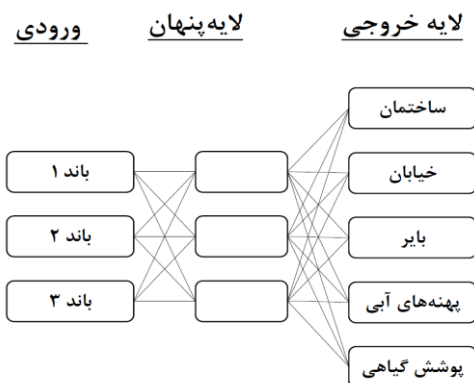 لایه خروجی
لایه‌پنهان
ورودی
ساختمان
خیابان
بایر
پهنه‌های آبی
پوشش گیاهی
باند ۱
باند ۲
باند ۳